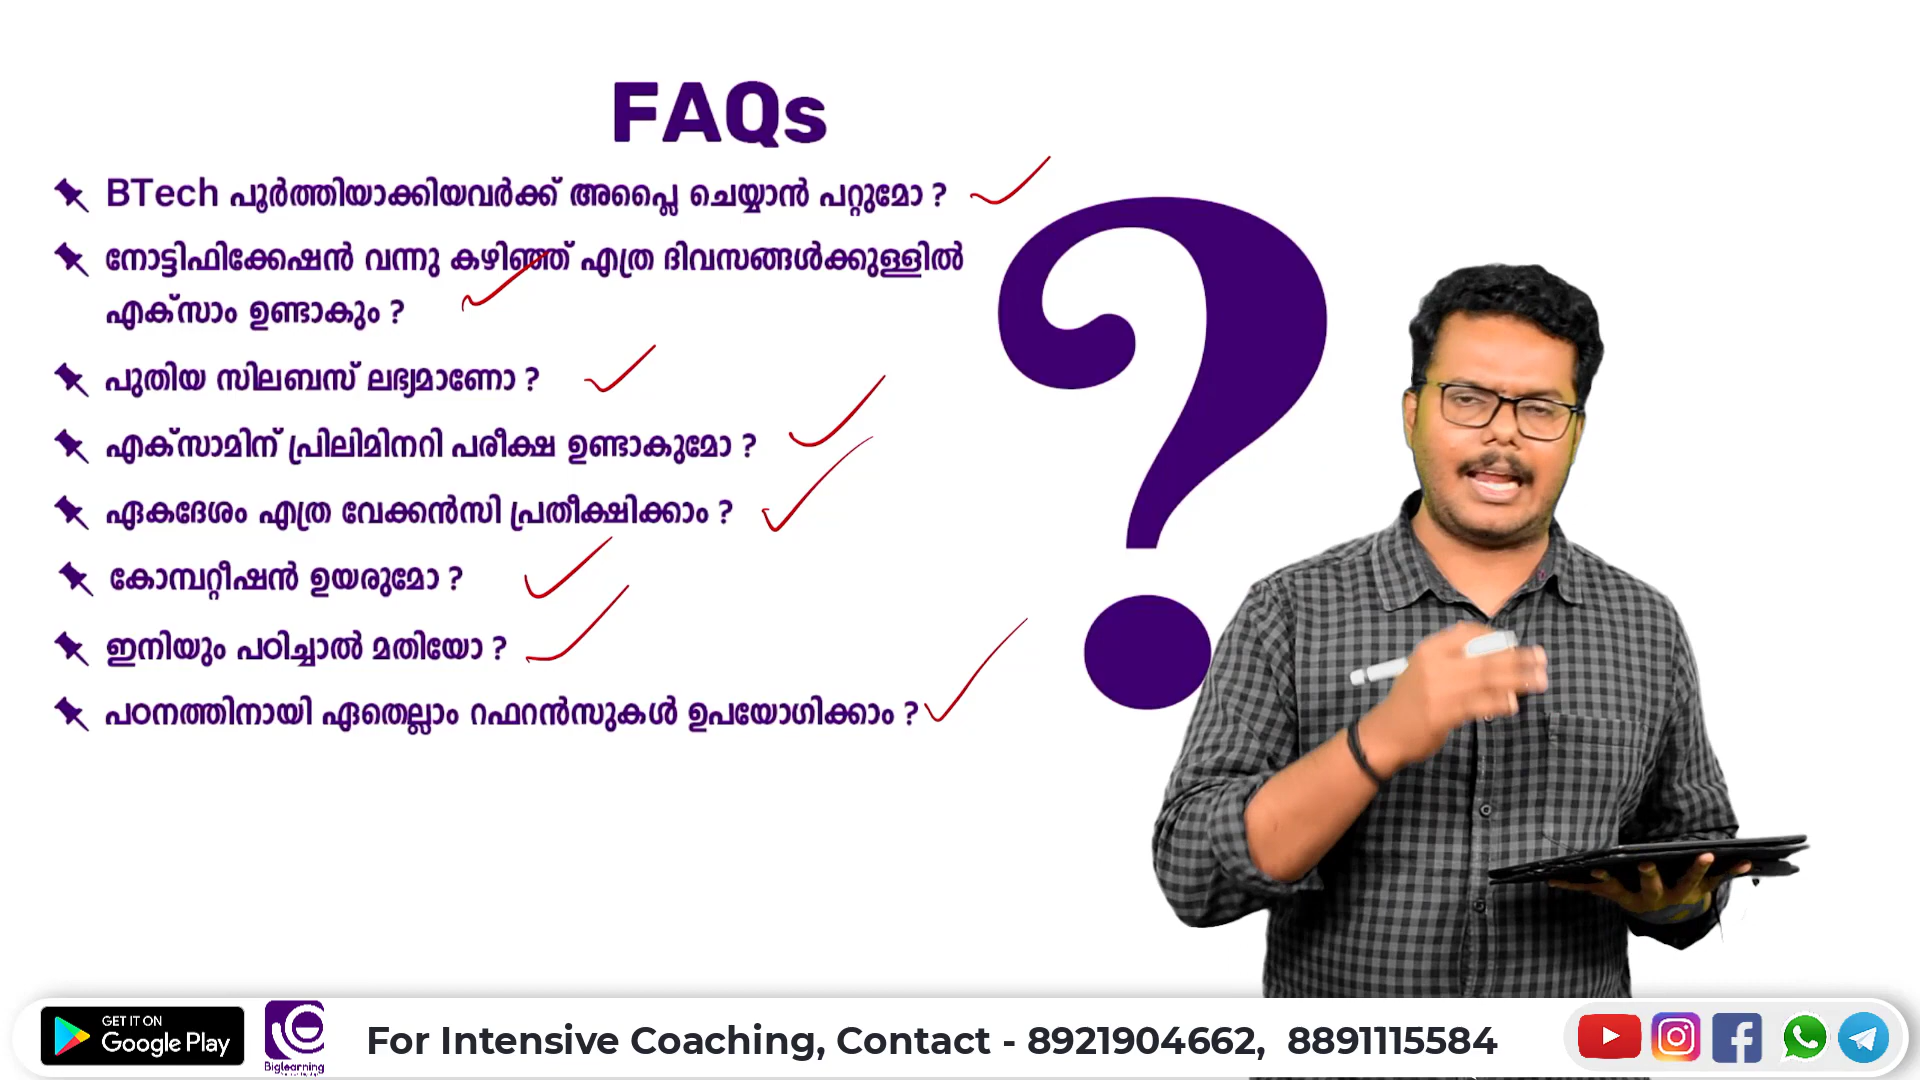 FAQs
BTech പൂർത്തിയാക്കിയവർക്ക് അപ്ലൈ ചെയ്യാൻ പറ്റുമോ ?
നോട്ടിഫിക്കേഷൻ വന്നു കഴിഞ്ഞ് എത്ര ദിവസങ്ങൾക്കുള്ളിൽ
എക്സാം ഉണ്ടാകും ?
പുതിയ സിലബസ് ലഭ്യമാണോ ?
എക്സാമിന് പ്രിലിമിനറി പരീക്ഷ ഉണ്ടാകുമോ ?
ഏകദേശം എത്ര വേക്കൻസി പ്രതീക്ഷിക്കാം ?
കോമ്പറ്റീഷൻ ഉയരുമോ ?
ഇനിയും പഠിച്ചാൽ മതിയോ ?
പഠനത്തിനായി ഏതെല്ലാം റഫറൻസുകൾ ഉപയോഗിക്കാം ?
GET IT ON
Google Play
Biglearning
For Intensive Coaching, Contact - 8921904662, 8891115584